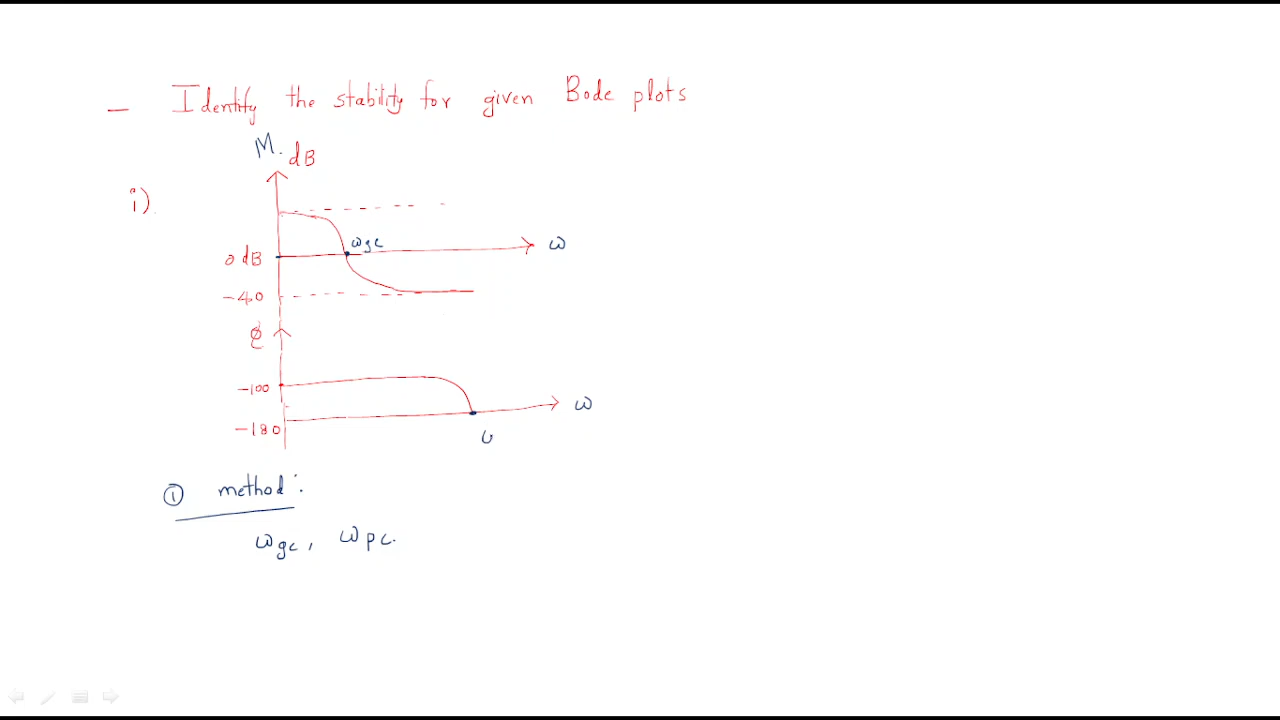 — Identify the stability for given Bode plots
M. dB
i)
ωgc
0 dB
ω
-40
-100
ω
-180
① method:
ωgc, ωpc.